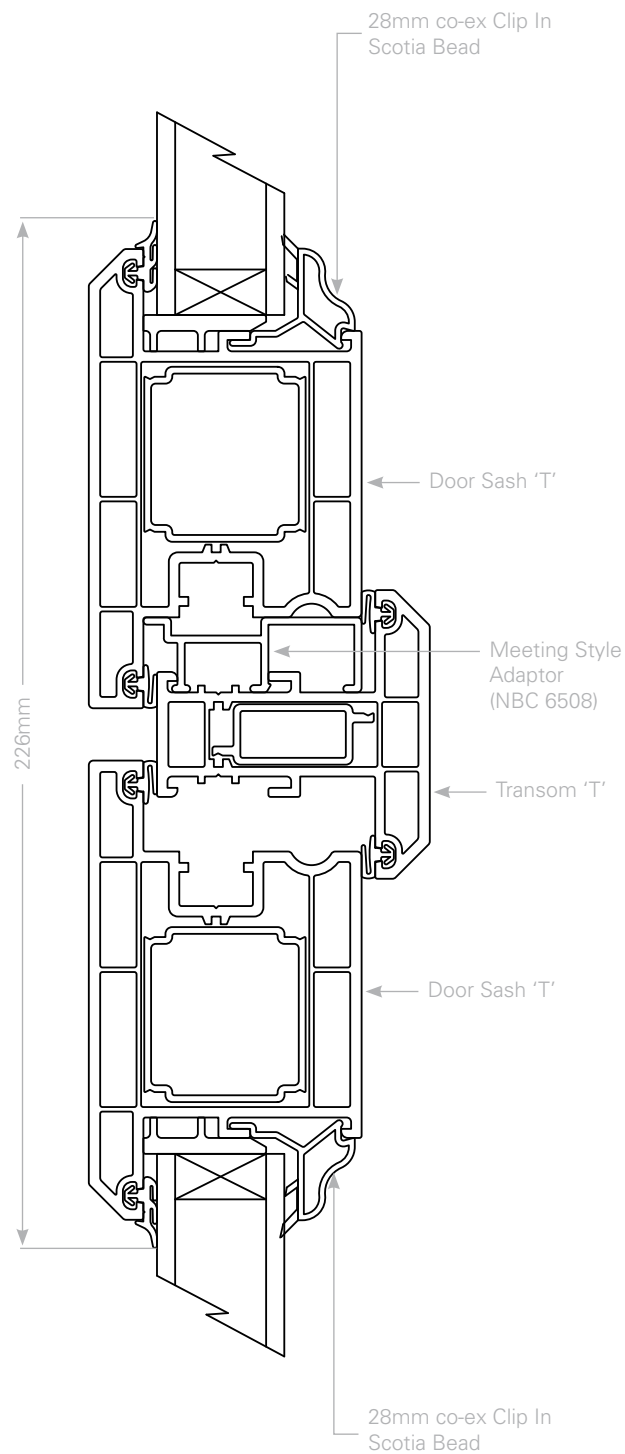 28mm co-ex Clip In
Scotia Bead
Door Sash ‘T’
Meeting Style
Adaptor
(NBC 6508)
226mm
Transom ‘T’
Door Sash ‘T’
28mm co-ex Clip In
Scotia Bead